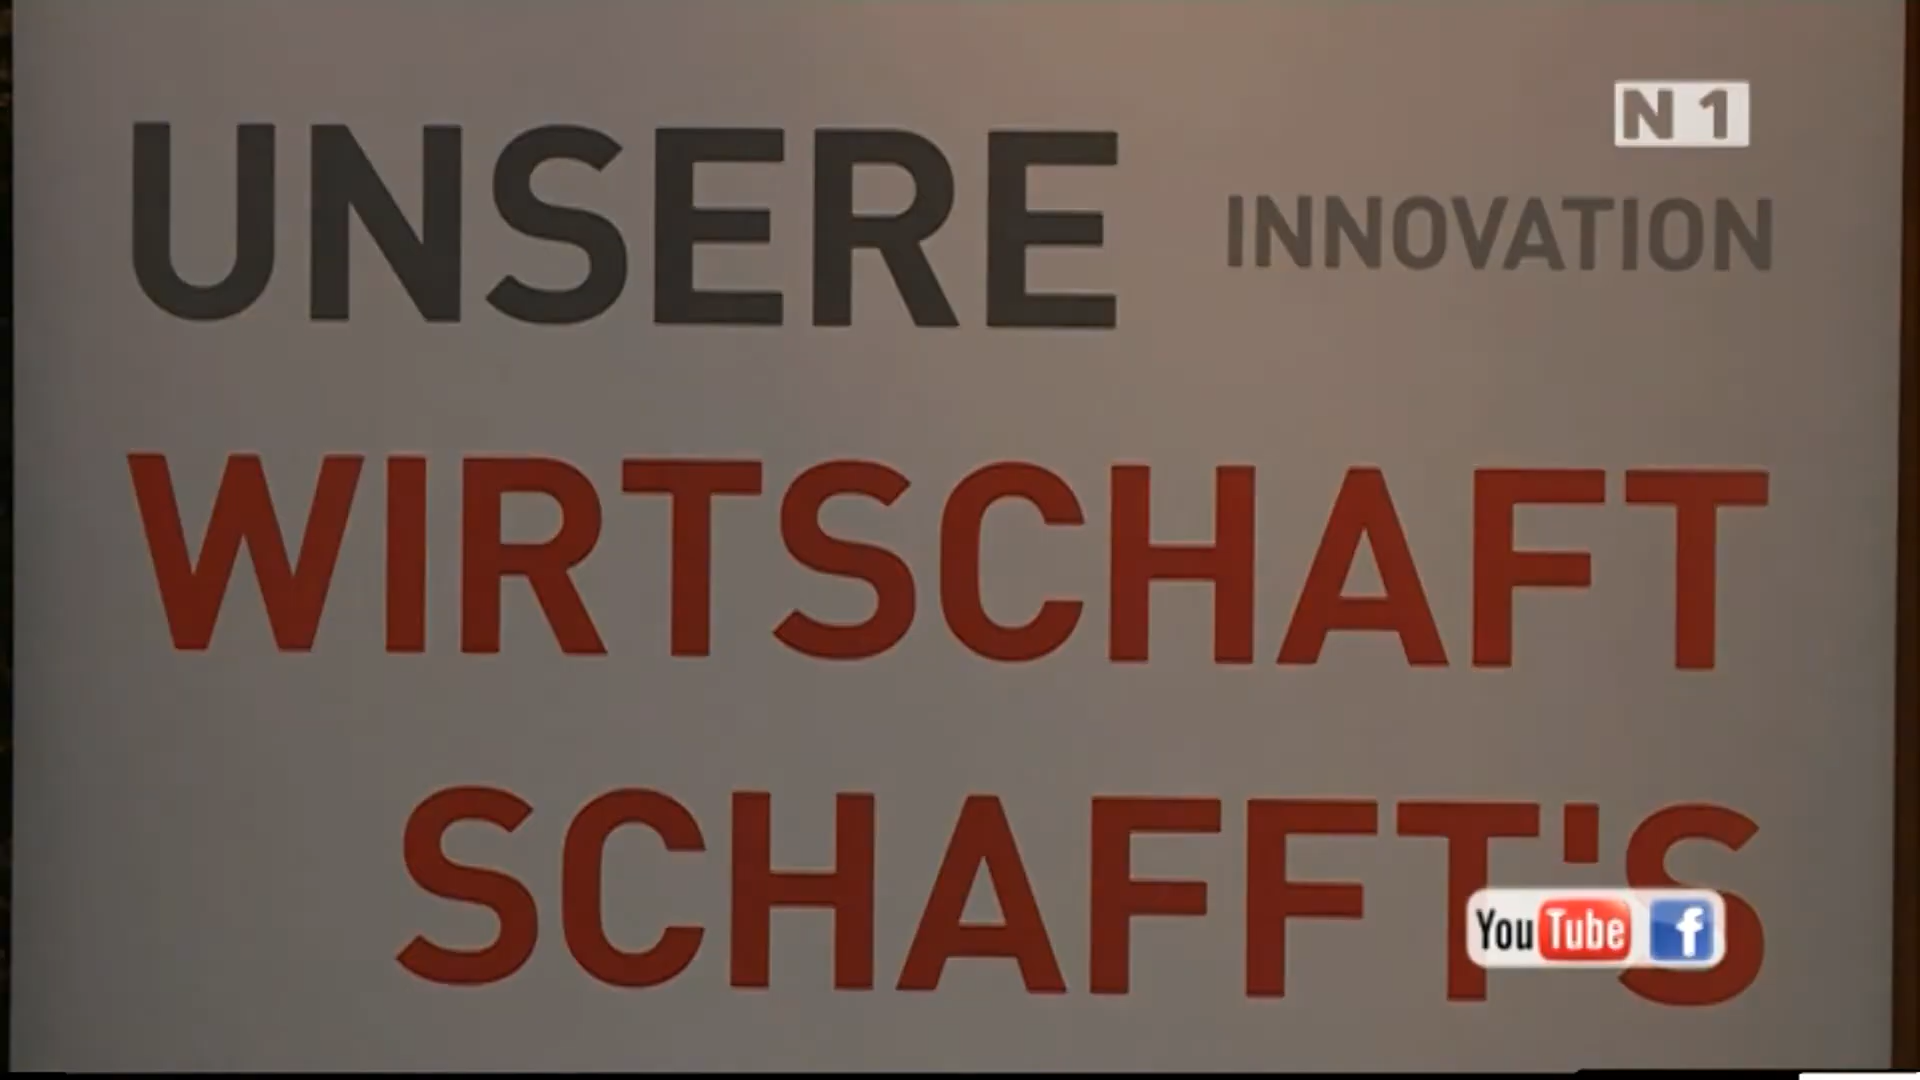 N1
UNSERE INNOVATION
WIRTSCHAFT
SCHAFFT'S
YouTube f